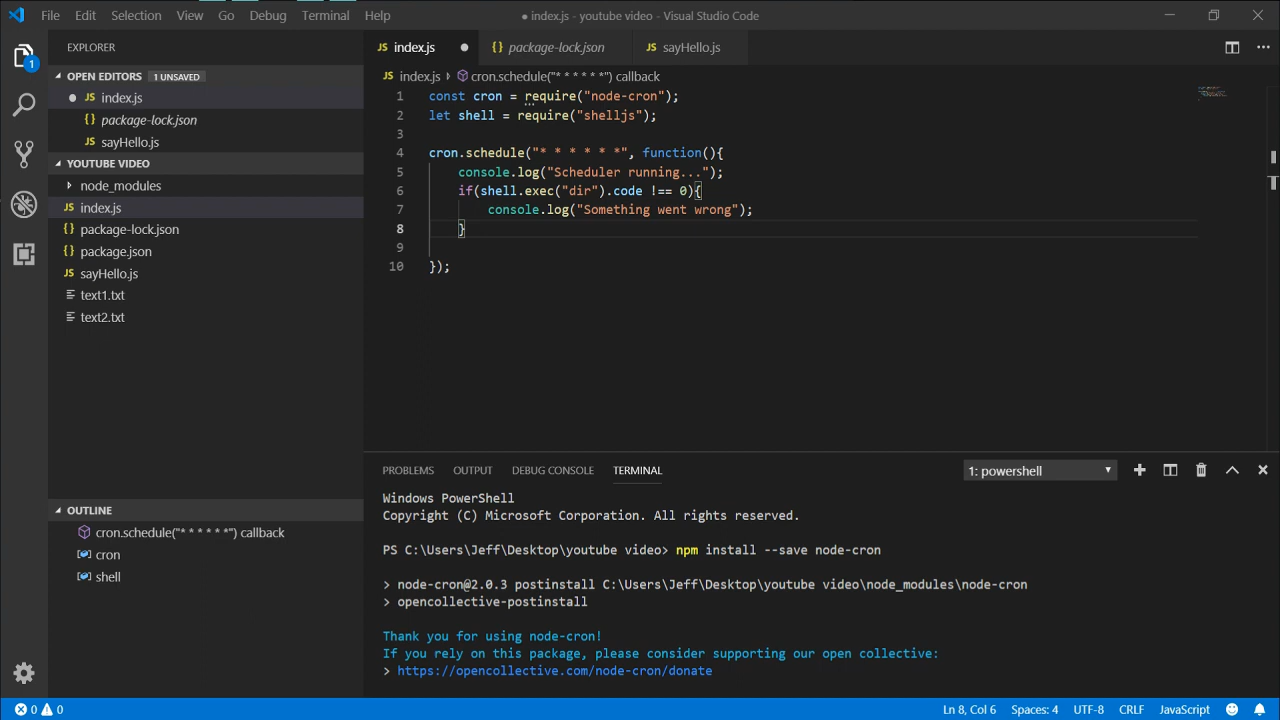 File Edit Selection View Go Debug Terminal Help
● index.js - youtube video - Visual Studio Code
EXPLORER
OPEN EDITORS 1 UNSAVED
● JS index.js
{} package-lock.json
JS sayHello.js
YOUTUBE VIDEO
node_modules
JS index.js
{} package-lock.json
{} package.json
JS sayHello.js
text1.txt
text2.txt
OUTLINE
cron.schedule("* * * * * *") callback
cron
shell
JS index.js ● {} package-lock.json JS sayHello.js
JS index.js › cron.schedule("* * * * * *") callback
1 const cron = require("node-cron");
2 let shell = require("shelljs");
3
4 cron.schedule("* * * * * *", function(){
5 console.log("Scheduler running...");
6 if(shell.exec("dir").code !== 0){
7 console.log("Something went wrong");
8 }
9
10 });
PROBLEMS OUTPUT DEBUG CONSOLE TERMINAL 1: powershell
Windows PowerShell
Copyright (C) Microsoft Corporation. All rights reserved.
PS C:\Users\Jeff\Desktop\youtube video> npm install --save node-cron
> node-cron@2.0.3 postinstall C:\Users\Jeff\Desktop\youtube video\node_modules\node-cron
> opencollective-postinstall
Thank you for using node-cron!
If you rely on this package, please consider supporting our open collective:
> https://opencollective.com/node-cron/donate
1
0 0 Ln 8, Col 6 Spaces: 4 UTF-8 CRLF JavaScript